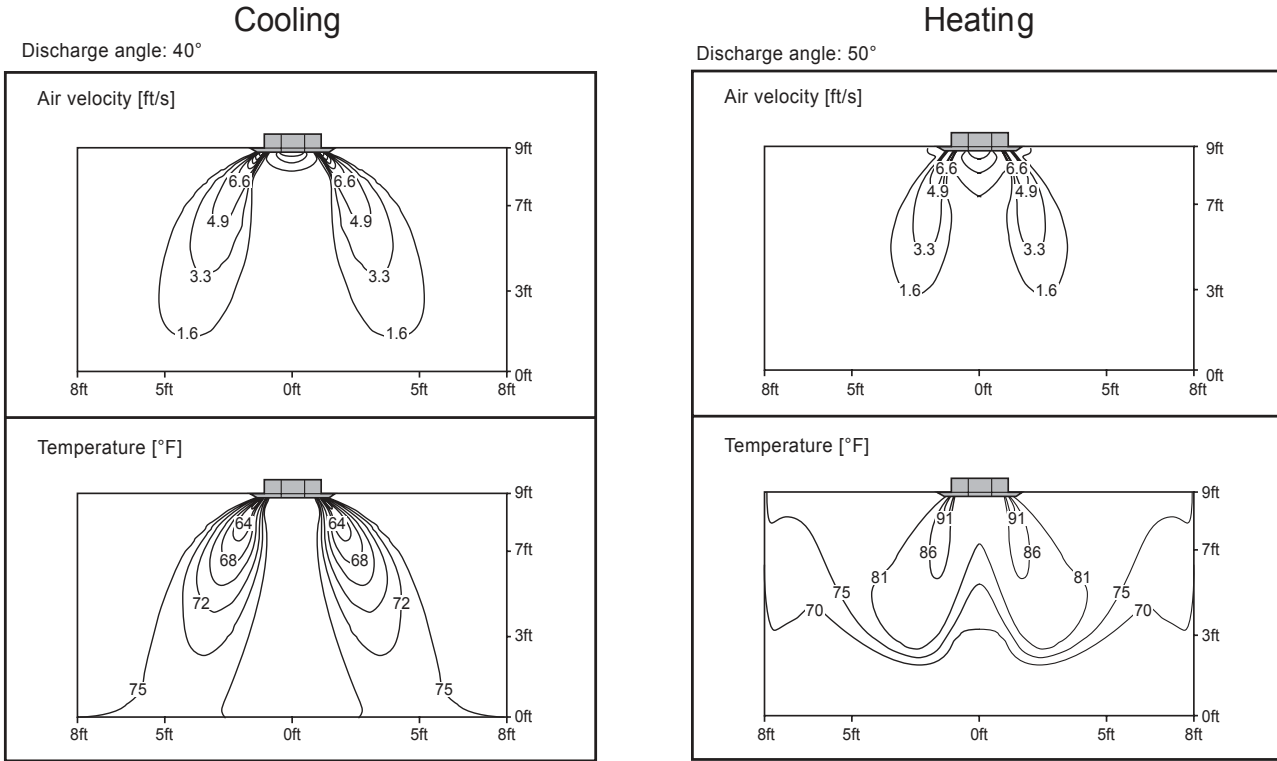 Cooling
Discharge angle: 40°
Air velocity [ft/s]
9ft
6.6 6.6
7ft
4.9 4.9
3.3 3.3
3ft
1.6 1.6
0ft
8ft 5ft 0ft 5ft 8ft
Temperature [°F]
9ft
64 64
7ft
68 68
72 72
3ft
75 75
0ft
8ft 5ft 0ft 5ft 8ft
Heating
Discharge angle: 50°
Air velocity [ft/s]
9ft
6.6 6.6
4.9 4.9
7ft
3.3 3.3
1.6 1.6
3ft
0ft
8ft 5ft 0ft 5ft 8ft
Temperature [°F]
9ft
91 91
86 86
7ft
81 81
75 75
70 70
3ft
0ft
8ft 5ft 0ft 5ft 8ft